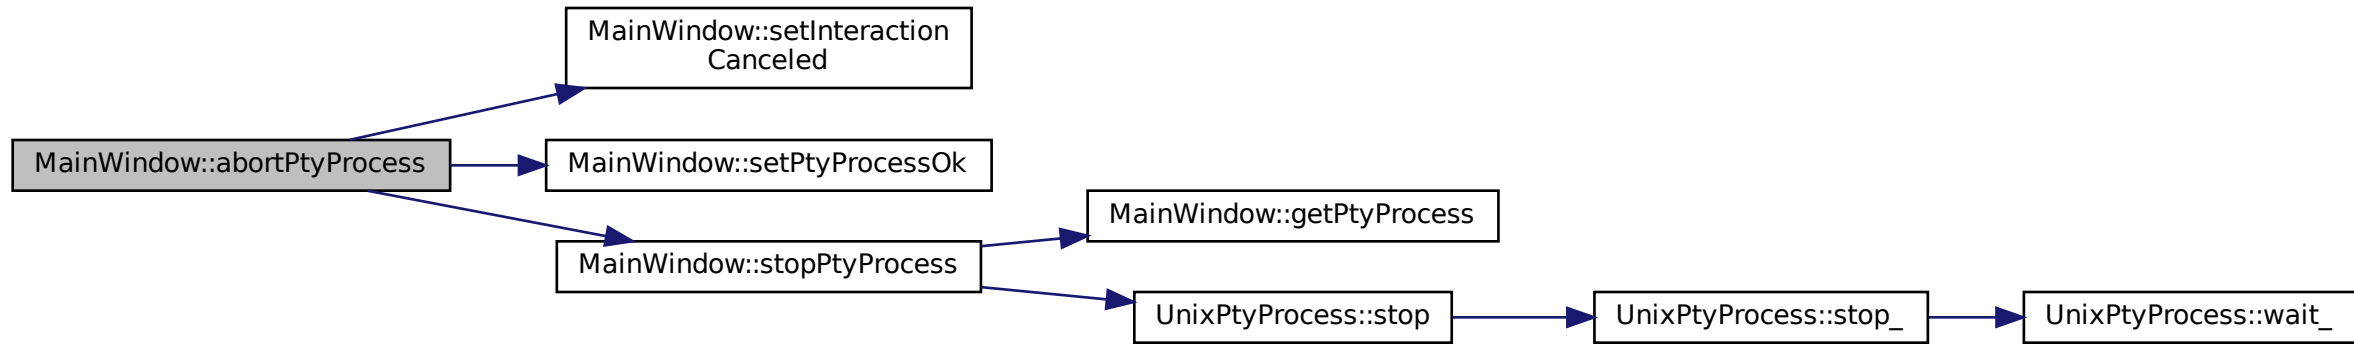 MainWindow::setInteraction
Canceled
MainWindow::abortPtyProcess
MainWindow::setPtyProcessOk
MainWindow::getPtyProcess
MainWindow::stopPtyProcess
UnixPtyProcess::stop
UnixPtyProcess::stop_
UnixPtyProcess::wait_